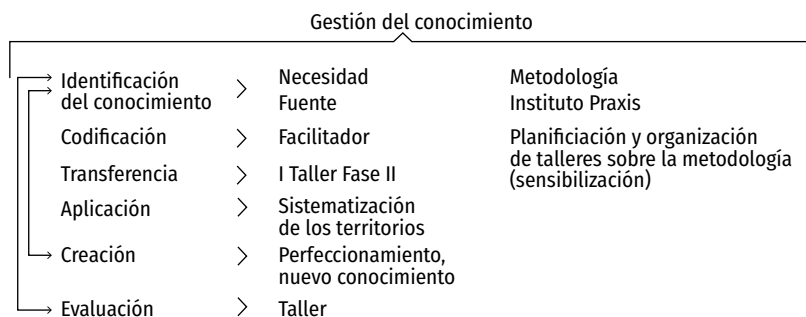 Gestión del conocimiento
Identificación
del conocimiento
Necesidad
Fuente
Metodología
Instituto Praxis
Codificación
Facilitador
Planificiación y organización
de talleres sobre la metodología
(sensibilización)
Transferencia
I Taller Fase II
Aplicación
Sistematización
de los territorios
Creación
Perfeccionamiento,
nuevo conocimiento
Evaluación
Taller